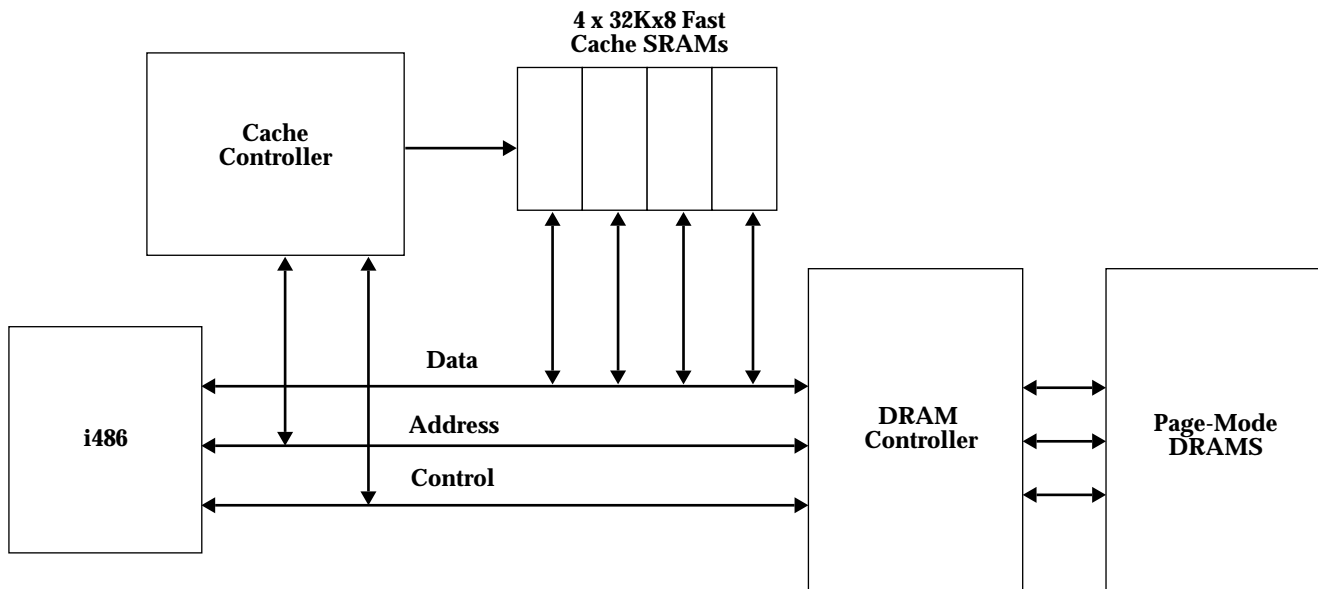 4 x 32Kx8 Fast
Cache SRAMs
Cache
Controller
Data
i486
Address
Control
DRAM
Controller
Page-Mode
DRAMS